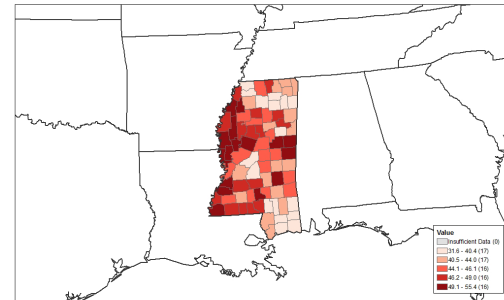 Value
Insufficient Data (0)
31.6 - 40.4 (17)
40.5 - 44.0 (17)
44.1 - 46.1 (16)
46.2 - 49.0 (16)
49.1 - 55.4 (16)